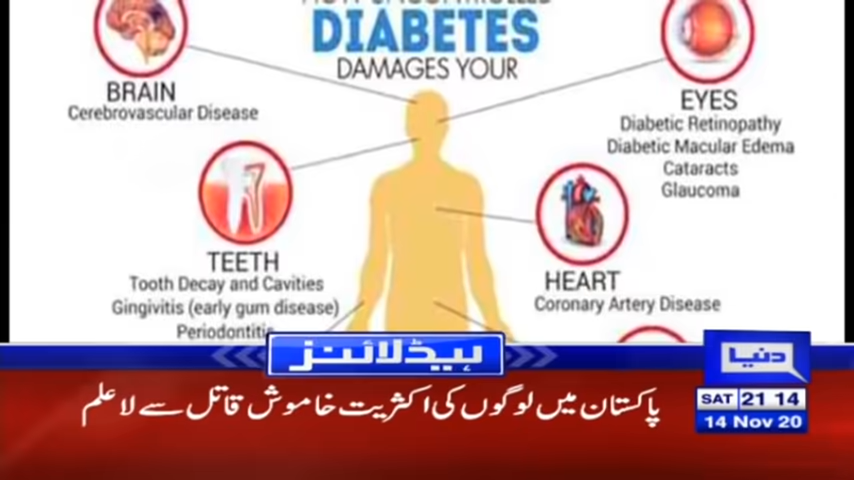 DIABETES
DAMAGES YOUR
BRAIN
Cerebrovascular Disease
EYES
Diabetic Retinopathy
Diabetic Macular Edema
Cataracts
Glaucoma
TEETH
Tooth Decay and Cavities
Gingivitis (early gum disease)
Periodontitis
HEART
Coronary Artery Disease
ہیڈلائنز
دنیا
پاکستان میں لوگوں کی اکثریت خاموش قاتل سے لاعلم
SAT 21 14
14 Nov 20